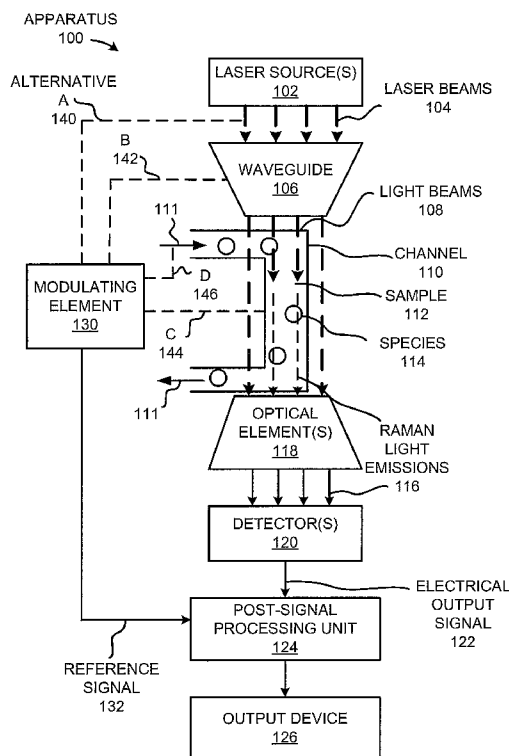 APPARATUS
100
ALTERNATIVE
A
140
B
142
LASER SOURCE(S)
102
LASER BEAMS
104
WAVEGUIDE
106
LIGHT BEAMS
108
111
CHANNEL
110
D
146
SAMPLE
112
MODULATING
ELEMENT
130
C
144
SPECIES
114
111
OPTICAL
ELEMENT(S)
118
RAMAN
LIGHT
EMISSIONS
116
DETECTOR(S)
120
ELECTRICAL
OUTPUT
SIGNAL
122
POST-SIGNAL
PROCESSING UNIT
124
REFERENCE
SIGNAL
132
OUTPUT DEVICE
126